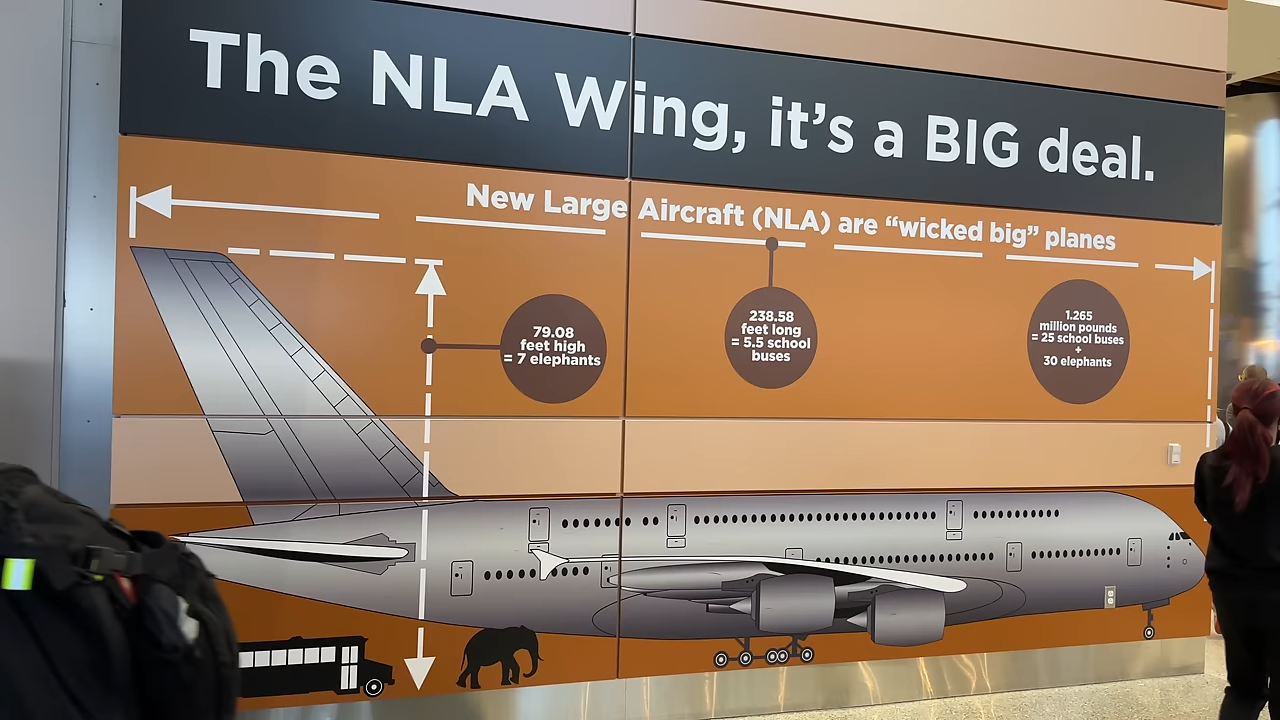 The NLA Wing, it's a BIG deal.
New Large Aircraft (NLA) are “wicked big” planes
79.08
feet high
= 7 elephants
238.58
feet long
= 5.5 school
buses
1.265
million pounds
= 25 school buses
+
30 elephants